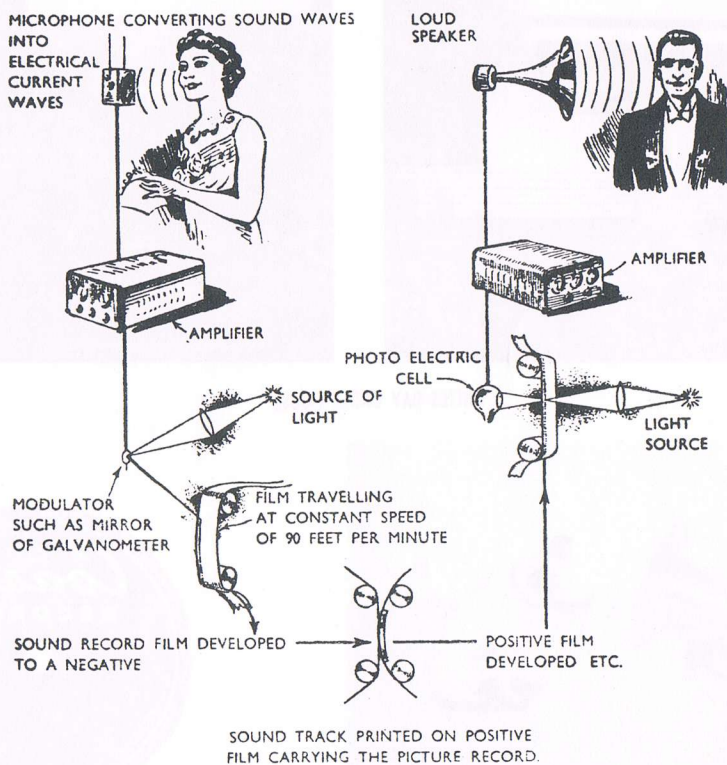 MICROPHONE CONVERTING SOUND WAVES
INTO
ELECTRICAL
CURRENT
WAVES
AMPLIFIER
SOURCE OF
LIGHT
MODULATOR
SUCH AS MIRROR
OF GALVANOMETER
FILM TRAVELLING
AT CONSTANT SPEED
OF 90 FEET PER MINUTE
SOUND RECORD FILM DEVELOPED
TO A NEGATIVE
SOUND TRACK PRINTED ON POSITIVE
FILM CARRYING THE PICTURE RECORD.
POSITIVE FILM
DEVELOPED ETC.
LIGHT
SOURCE
PHOTO ELECTRIC
CELL
AMPLIFIER
LOUD
SPEAKER